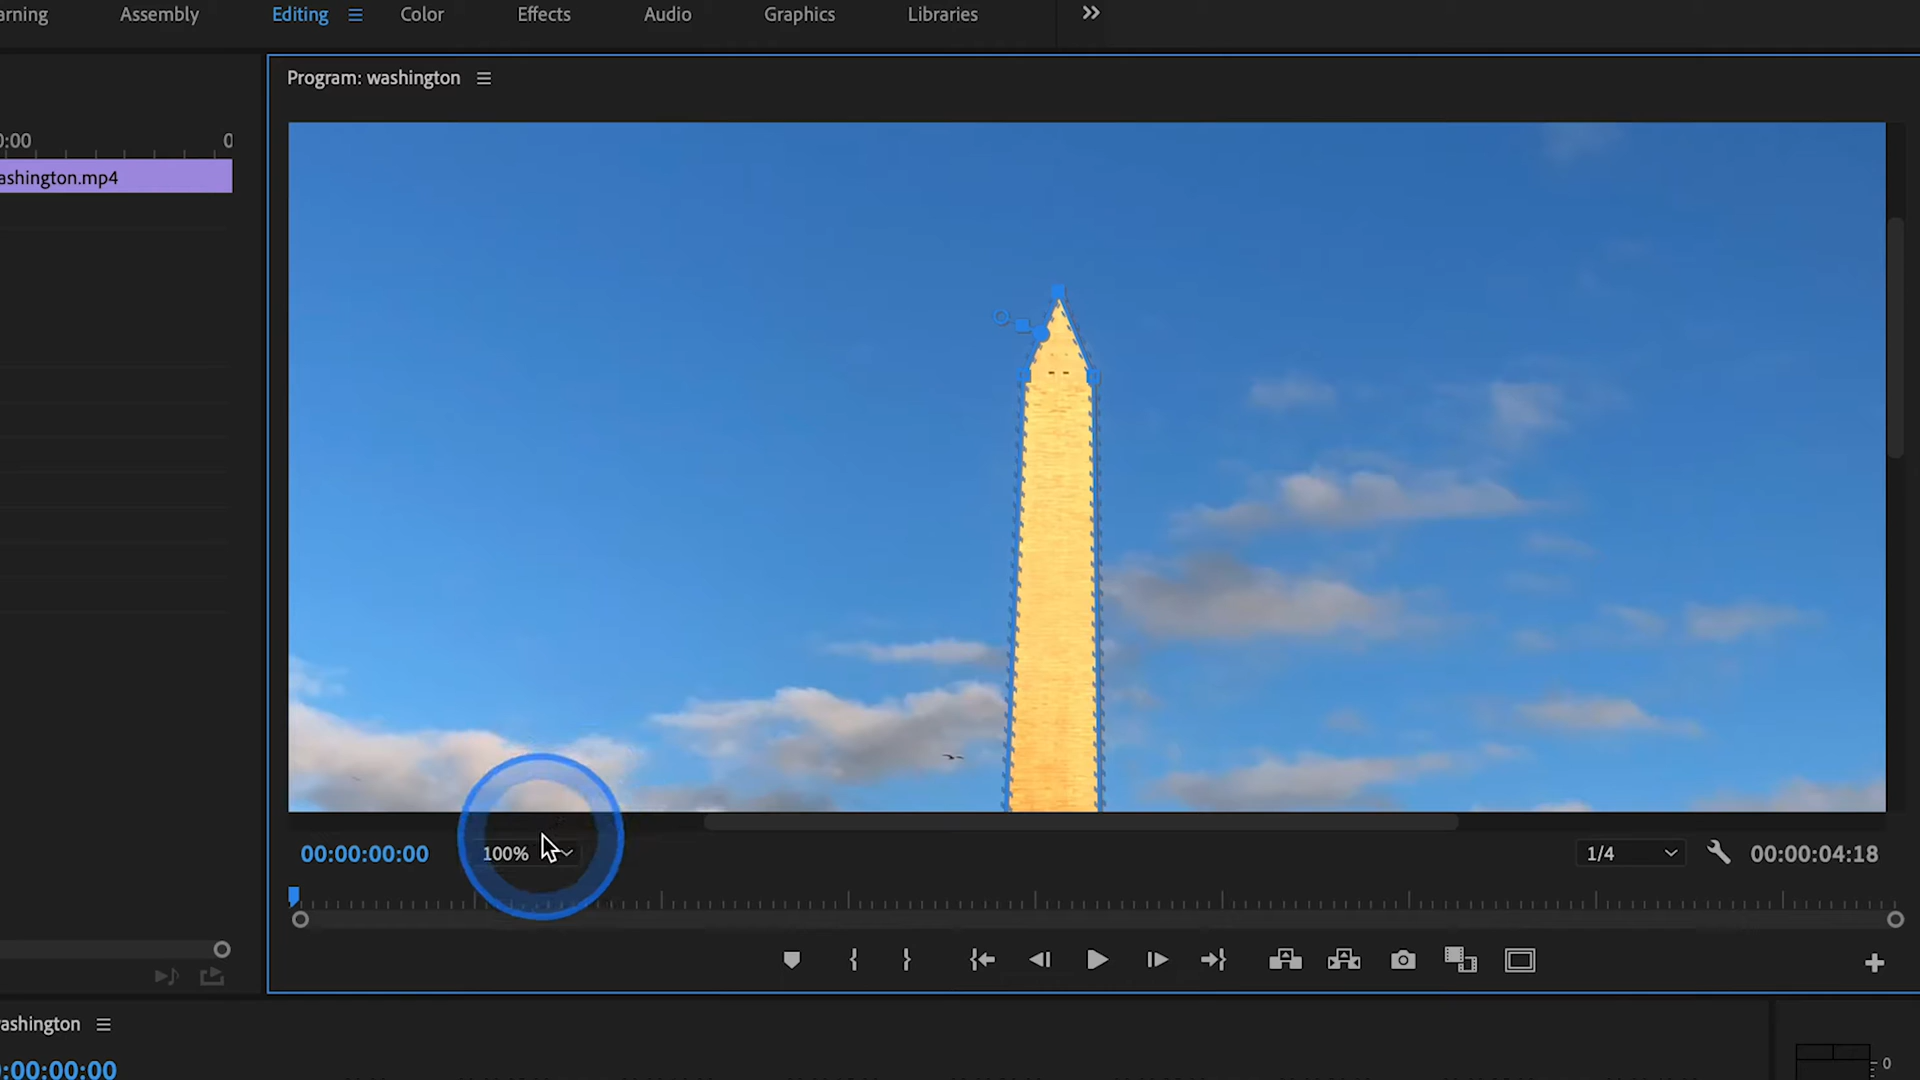 arning Assembly Editing Color Effects Audio Graphics Libraries
Program: washington
0:00 0
ashington.mp4
00:00:00:00 100% 1/4 00:00:04:18
ashington
:00:00:00
0